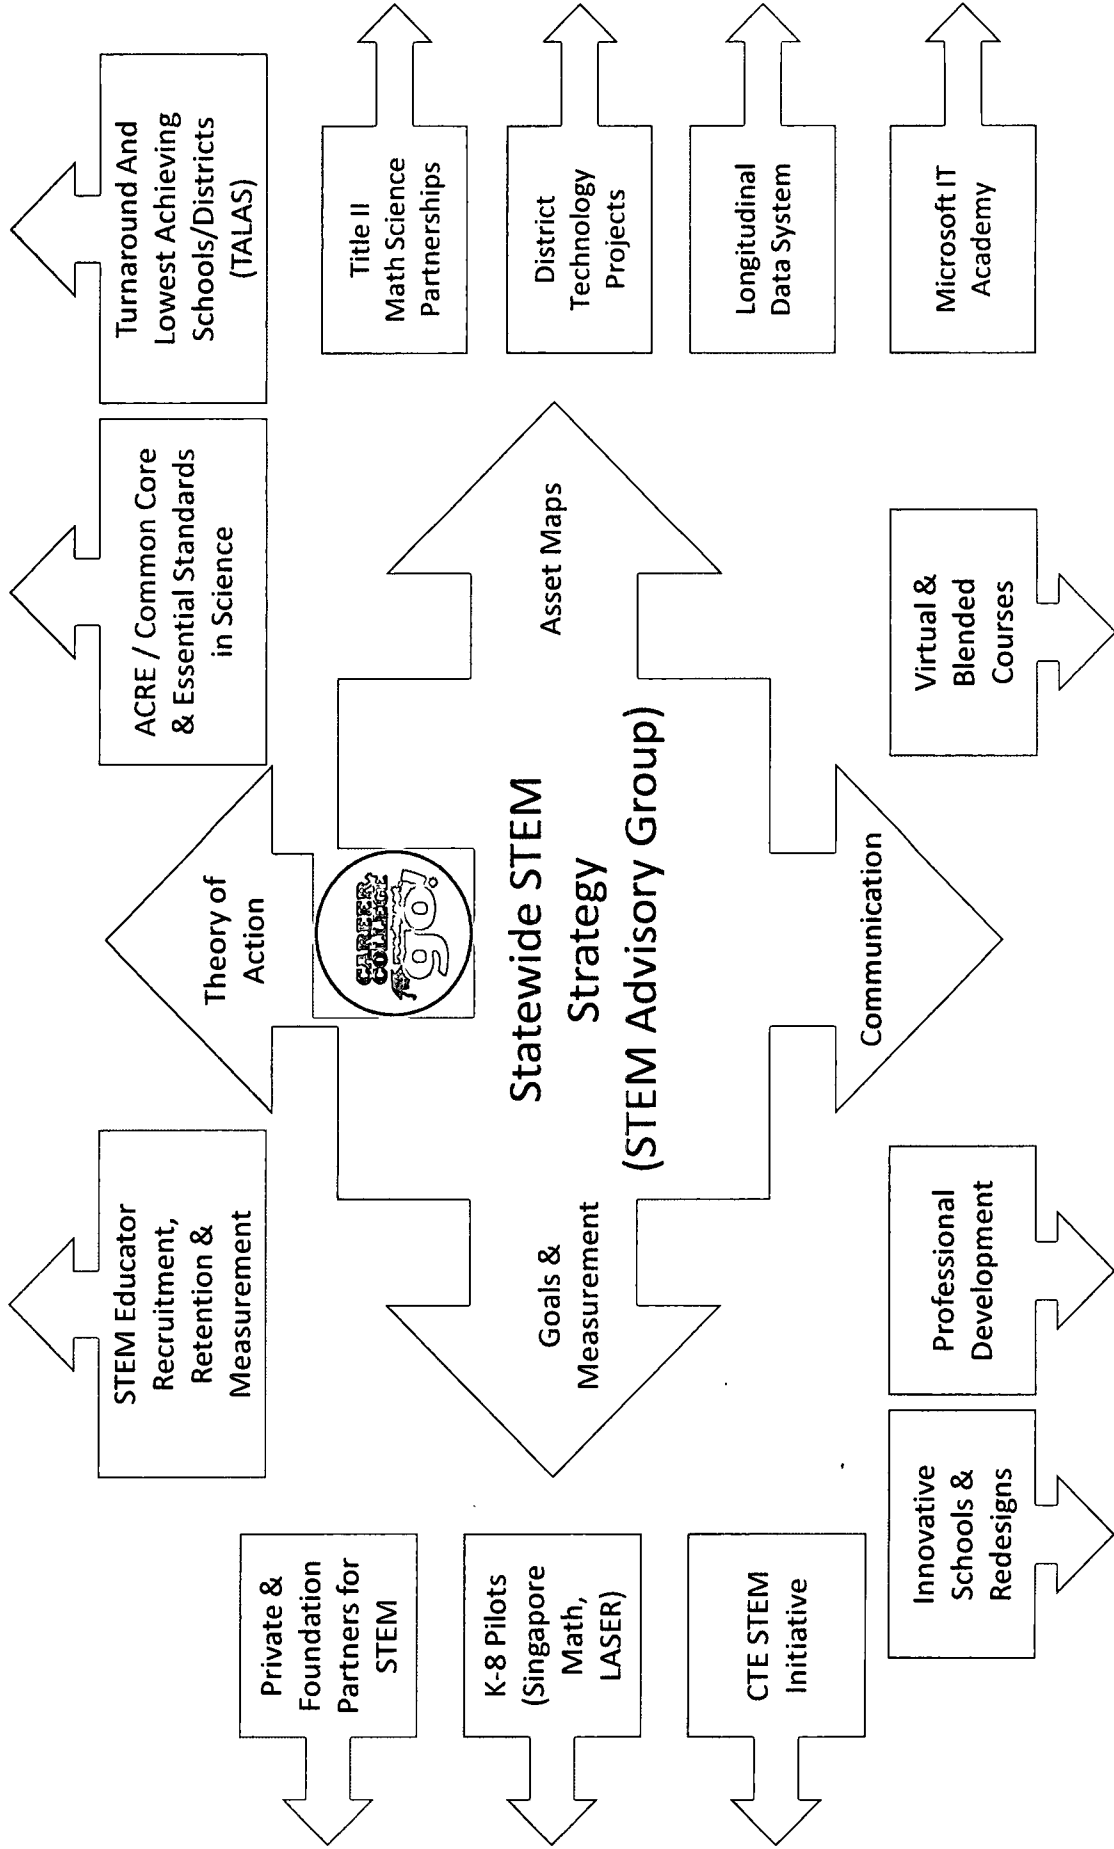 STEM Educator
Recruitment,
Retention &
Measurement
Theory of
Action
ACRE / Common Core
& Essential Standards
in Science
Turnaround And
Lowest Achieving
Schools/Districts
(TALAS)
Private &
Foundation
Partners for
STEM
CAREER
COLLEGE
go!
Title II
Math Science
Partnerships
K-8 Pilots
(Singapore
Math,
LASER)
Goals &
Measurement
Statewide STEM
Strategy
(STEM Advisory Group)
Asset Maps
District
Technology
Projects
CTE STEM
Initiative
Longitudinal
Data System
Innovative
Schools &
Redesigns
Professional
Development
Communication
Virtual &
Blended
Courses
Microsoft IT
Academy